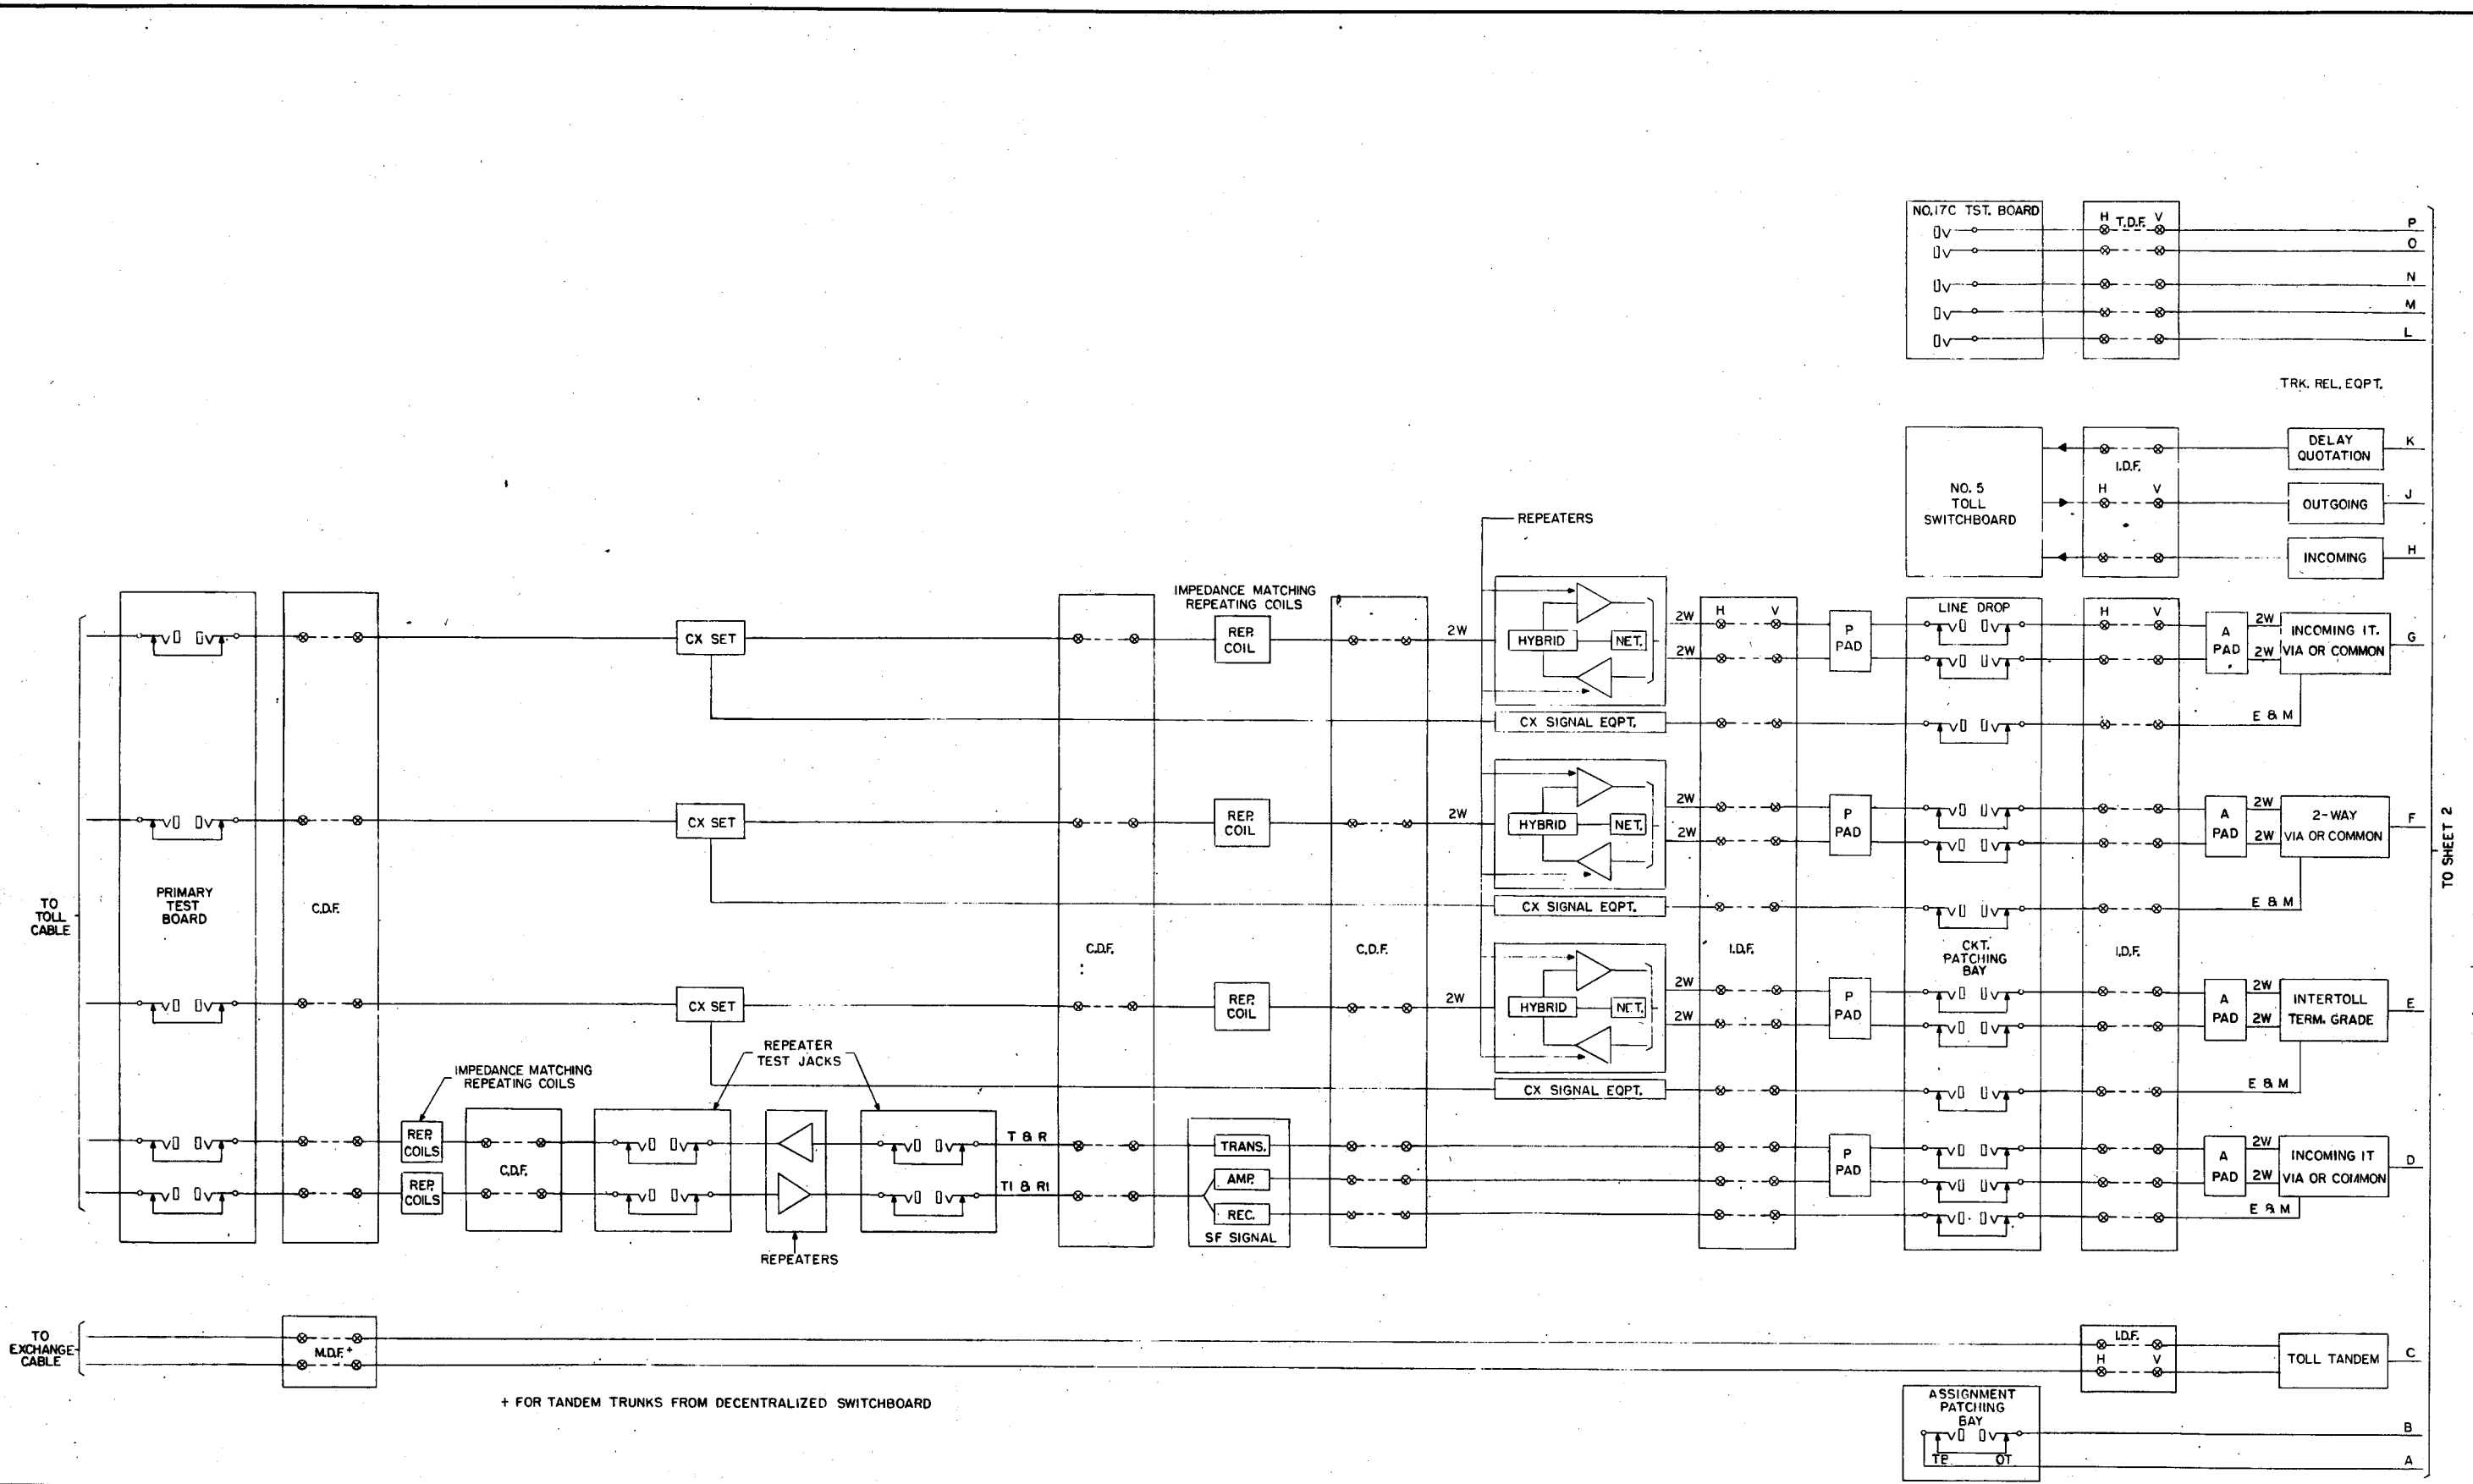 NO.17C TST. BOARD
H T.D.F. V
P
O
N
M
L
TRK. REL. EQPT.
NO. 5
TOLL
SWITCHBOARD
I.D.F.
H V
DELAY
QUOTATION
K
OUTGOING
J
INCOMING
H
REPEATERS
IMPEDANCE MATCHING
REPEATING COILS
CX SET
REP.
COIL
2W
HYBRID
NET.
2W
2W
H V
P
PAD
LINE DROP
H V
A
PAD
2W
2W
INCOMING IT.
VIA OR COMMON
G
CX SIGNAL EQPT.
E & M
CX SET
REP.
COIL
2W
HYBRID
NET.
2W
2W
P
PAD
A
PAD
2W
2W
2-WAY
VIA OR COMMON
F
CX SIGNAL EQPT.
E & M
TO
TOLL
CABLE
PRIMARY
TEST
BOARD
C.D.F.
C.D.F.
C.D.F.
I.D.F.
CKT.
PATCHING
BAY
I.D.F.
TO SHEET 2
CX SET
REP.
COIL
2W
HYBRID
NET.
2W
2W
P
PAD
A
PAD
2W
2W
INTERTOLL
TERM. GRADE
E
CX SIGNAL EQPT.
E & M
REPEATER
TEST JACKS
IMPEDANCE MATCHING
REPEATING COILS
REP.
COILS
REP.
COILS
C.D.F.
T & R
T1 & R1
REPEATERS
TRANS.
AMP.
REC.
SF SIGNAL
P
PAD
A
PAD
2W
2W
INCOMING IT
VIA OR COMMON
D
E & M
TO
EXCHANGE
CABLE
M.D.F. +
I.D.F.
H V
TOLL TANDEM
C
+ FOR TANDEM TRUNKS FROM DECENTRALIZED SWITCHBOARD
ASSIGNMENT
PATCHING
BAY
TP OT
B
A